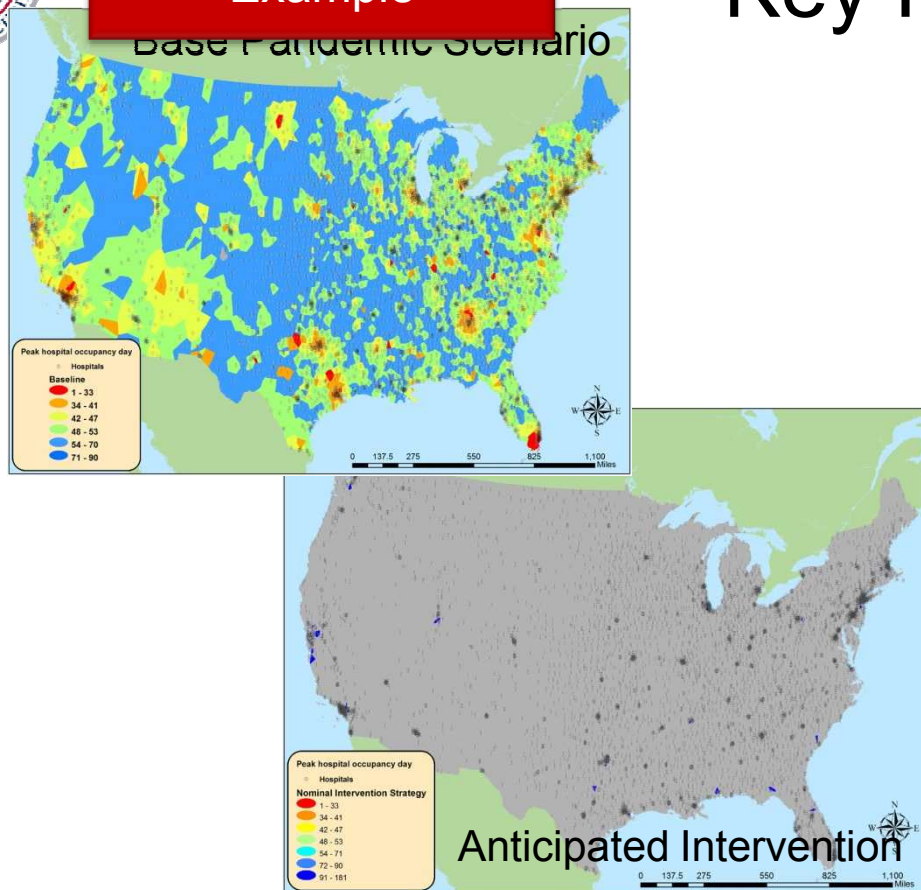 Example
Key
Base Pandemic Scenario
Peak hospital occupancy day
Hospitals
Baseline
1 - 33
34 - 41
42 - 47
48 - 53
54 - 70
71 - 90
N
W E
S
0 137.5 275 550 825 1,100
Miles
Peak hospital occupancy day
Hospitals
Nominal Intervention Strategy
1 - 33
34 - 41
42 - 47
48 - 53
54 - 71
72 - 90
91 - 181
Anticipated Intervention
N
W E
S
0 137.5 275 550 825 1,100
Miles